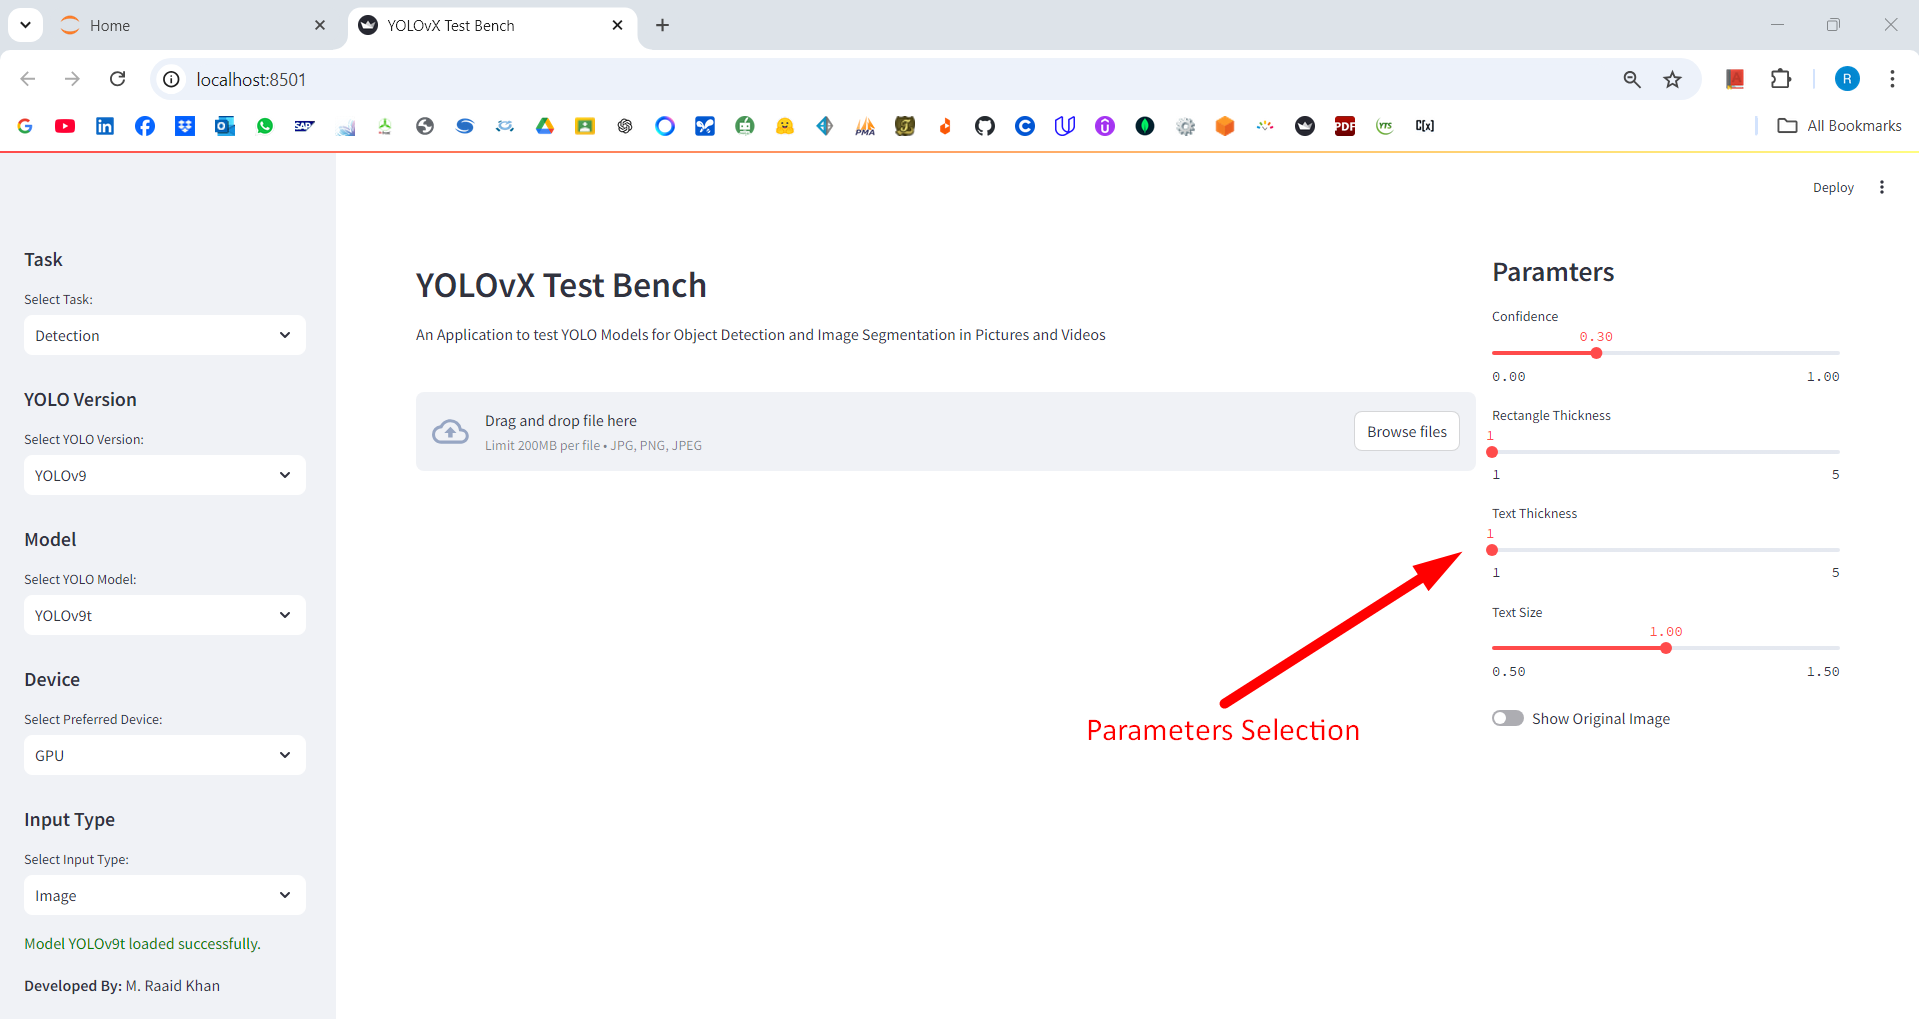 Home
YOLOvX Test Bench
localhost:8501
R
SAP
PMA
PDF
YTS
C[x]
All Bookmarks
Deploy
Task
Select Task:
Detection
YOLO Version
Select YOLO Version:
YOLOv9
Model
Select YOLO Model:
YOLOv9t
Device
Select Preferred Device:
GPU
Input Type
Select Input Type:
Image
Model YOLOv9t loaded successfully.
Developed By: M. Raaid Khan
YOLOvX Test Bench
An Application to test YOLO Models for Object Detection and Image Segmentation in Pictures and Videos
Drag and drop file here
Limit 200MB per file • JPG, PNG, JPEG
Browse files
Parameters Selection
Paramters
Confidence
0.30
0.00 1.00
Rectangle Thickness
1
1 5
Text Thickness
1
1 5
Text Size
1.00
0.50 1.50
Show Original Image